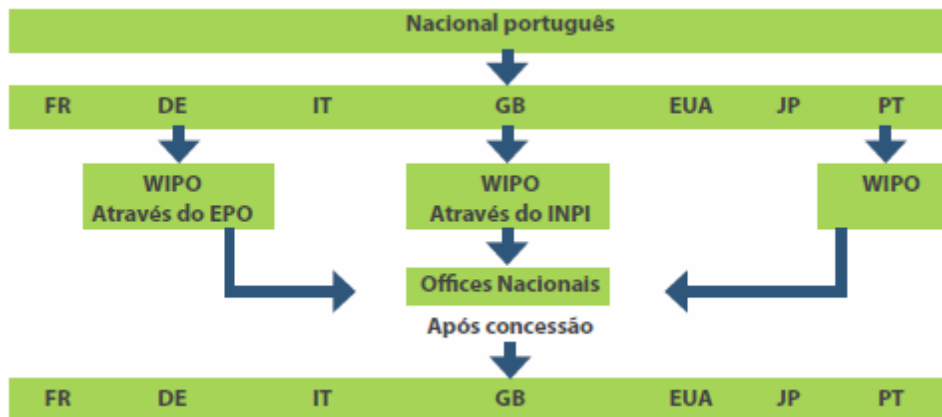 Nacional português
FR DE IT GB EUA JP PT
WIPO
Através do EPO
WIPO
Através do INPI
WIPO
Offices Nacionais
Após concessão
FR DE IT GB EUA JP PT